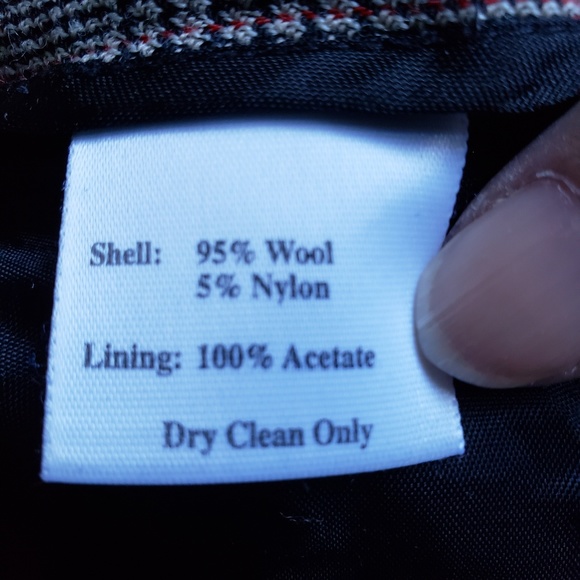 Shell: 95% Wool
5% Nylon
Lining: 100% Acetate
Dry Clean Only